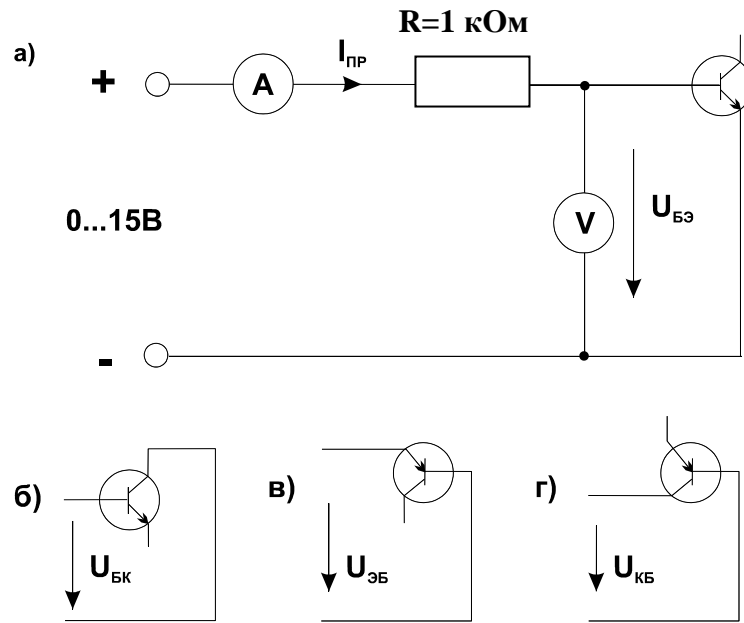 R=1 кОм
а)
IПР
+
A
0...15В
V
UБЭ
-
б)
UБК
в)
UЭБ
г)
UКБ